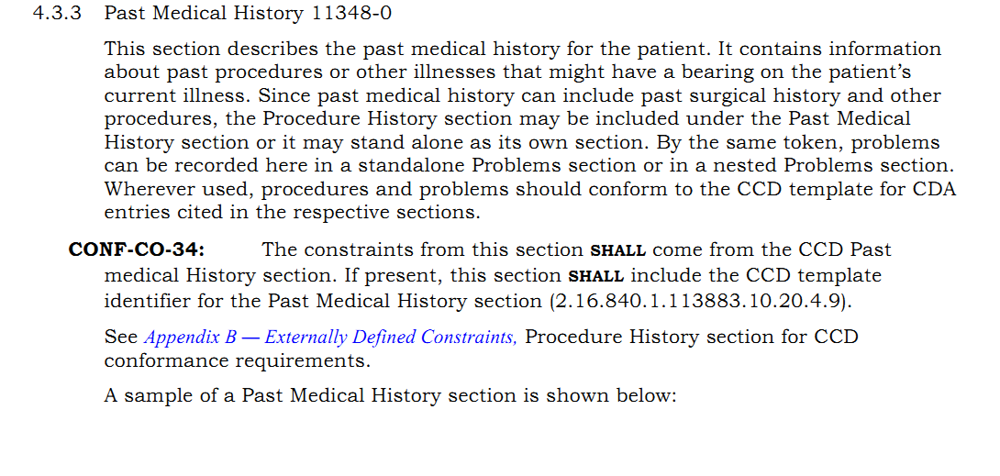 4.3.3 Past Medical History 11348-0
This section describes the past medical history for the patient. It contains information
about past procedures or other illnesses that might have a bearing on the patient's
current illness. Since past medical history can include past surgical history and other
procedures, the Procedure History section may be included under the Past Medical
History section or it may stand alone as its own section. By the same token, problems
can be recorded here in a standalone Problems section or in a nested Problems section.
Wherever used, procedures and problems should conform to the CCD template for CDA
entries cited in the respective sections.
CONF-CO-34: The constraints from this section SHALL come from the CCD Past
medical History section. If present, this section SHALL include the CCD template
identifier for the Past Medical History section (2.16.840.1.113883.10.20.4.9).
See Appendix B — Externally Defined Constraints, Procedure History section for CCD
conformance requirements.
A sample of a Past Medical History section is shown below: